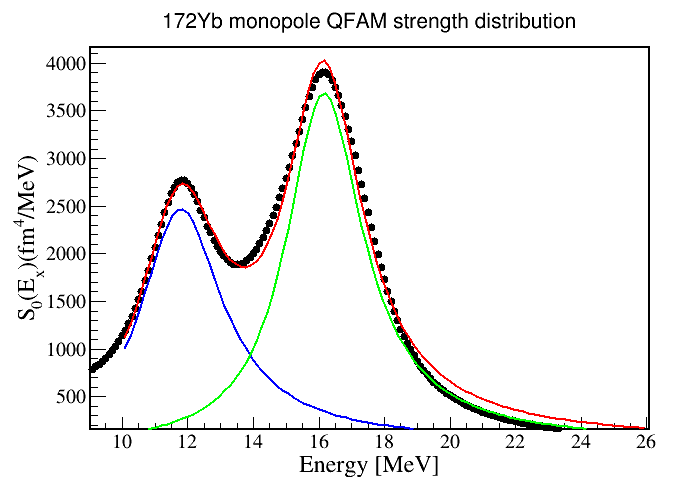 172Yb monopole QFAM strength distribution
S₀(Eₓ)(fm⁴/MeV)
4000
3500
3000
2500
2000
1500
1000
500
10 12 14 16 18 20 22 24 26
Energy [MeV]